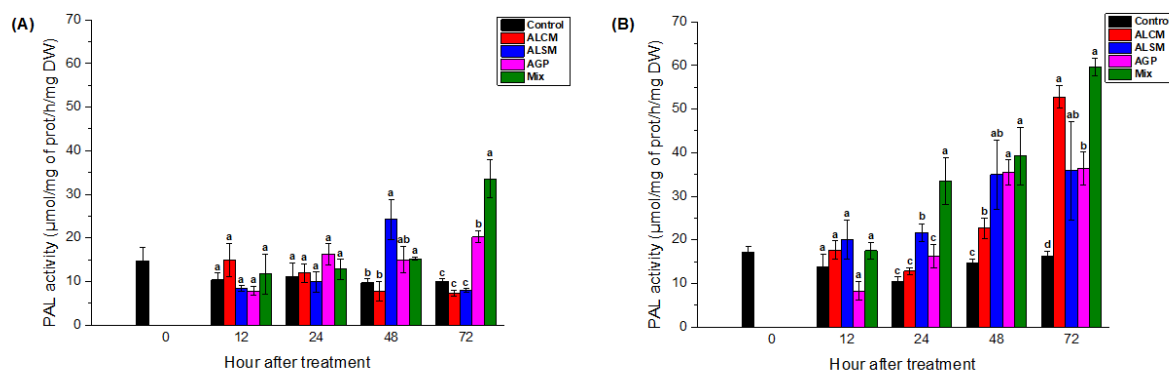 (A)
70
60
50
40
30
20
10
0
PAL activity (μmol/mg of prot/h/mg DW)
Control
ALCM
ALSM
AGP
Mix
a a a a a
a a a a a
b b a ab a
c c c b a
0 12 24 48 72
Hour after treatment
(B)
70
60
50
40
30
20
10
0
PAL activity (μmol/mg of prot/h/mg DW)
Control
ALCM
ALSM
AGP
Mix
a a a a a
c c b c a
c b ab a a
d a ab b a
0 12 24 48 72
Hour after treatment